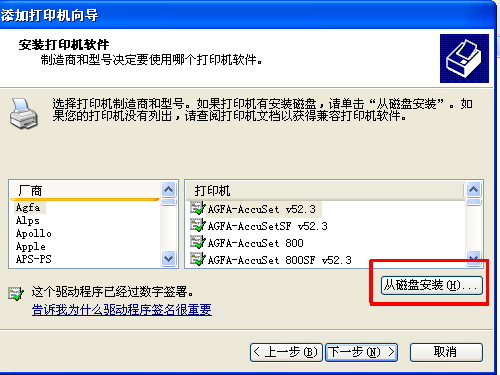 添加打印机向导
安装打印机软件
制造商和型号决定要使用哪个打印机软件。
选择打印机制造商和型号。如果打印机有安装磁盘，请单击“从磁盘安装”。如
果您的打印机没有列出，请查阅打印机文档以获得兼容打印机软件。
厂商
Agfa
Alps
Apollo
Apple
APS-PS
打印机
AGFA-AccuSet v52.3
AGFA-AccuSetSF v52.3
AGFA-AccuSet 800
AGFA-AccuSet 800SF v52.3
这个驱动程序已经过数字签署。
告诉我为什么驱动程序签名很重要
从磁盘安装(H)...
< 上一步(B)
下一步(N) >
取消